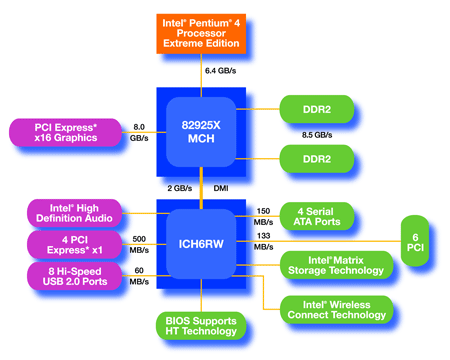 Intel® Pentium® 4
Processor
Extreme Edition
6.4 GB/s
PCI Express*
x16 Graphics
8.0
GB/s
82925X
MCH
DDR2
8.5 GB/s
DDR2
2 GB/s
DMI
Intel® High
Definition Audio
4 PCI
Express* x1
500
MB/s
8 Hi-Speed
USB 2.0 Ports
60
MB/s
ICH6RW
150
MB/s
4 Serial
ATA Ports
133
MB/s
6
PCI
Intel® Matrix
Storage Technology
Intel® Wireless
Connect Technology
BIOS Supports
HT Technology